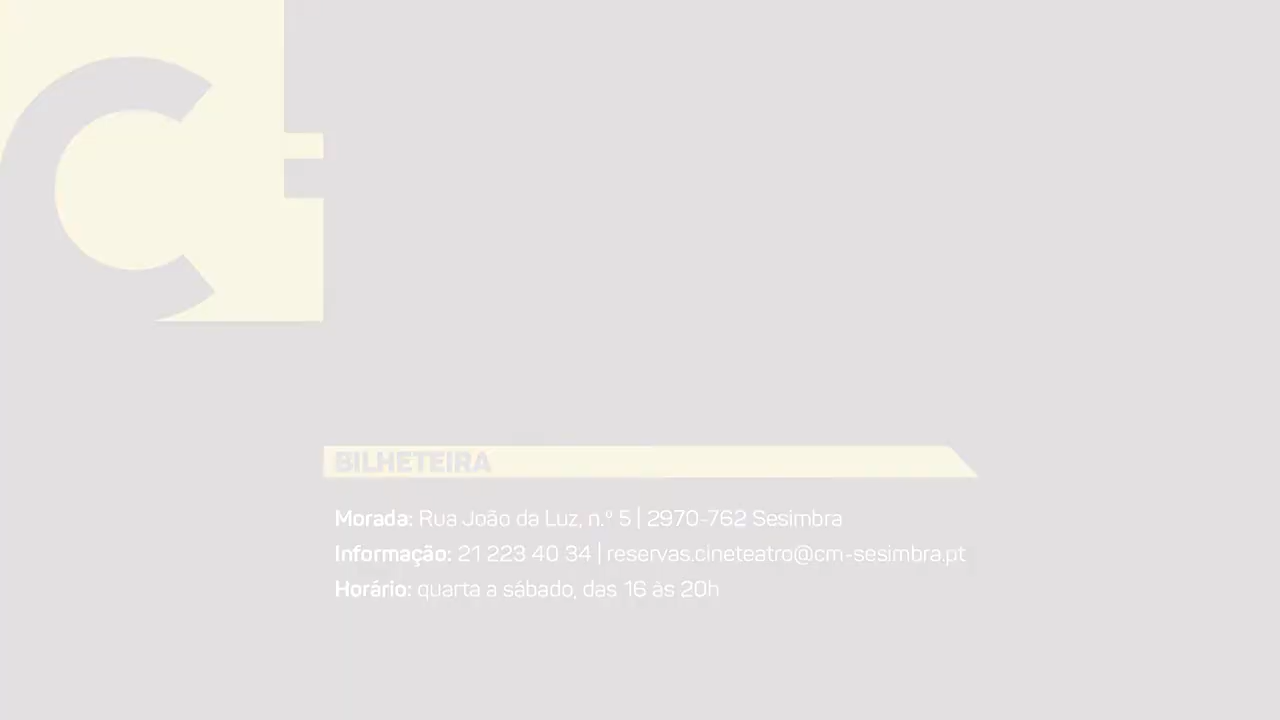 BILHETEIRA
Morada: Rua João da Luz, n.º 5 | 2970-762 Sesimbra
Informação: 21 223 40 34 | reservas.cineteatro@cm-sesimbra.pt
Horário: quarta a sábado, das 16 às 20h